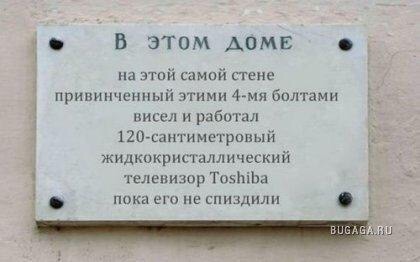 В ЭТОМ ДОМЕ
на этой самой стене
привинченный этими 4-мя болтами
висел и работал
120-сантиметровый
жидкокристаллический
телевизор Toshiba
пока его не спиздили
BUGAGA.RU